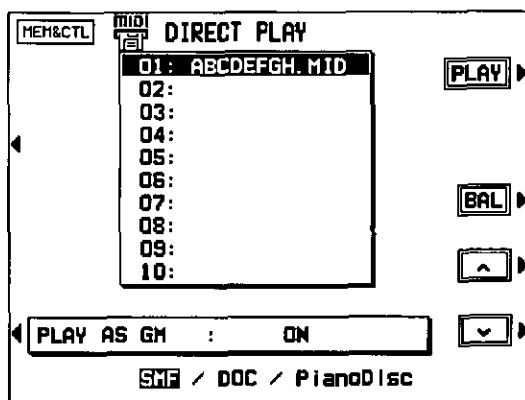 MEM&CTL
MIDI
DIRECT PLAY
01: ABCDEFGH.MID
02:
03:
04:
05:
06:
07:
08:
09:
10:
PLAY
BAL
PLAY AS GM : ON
SMF / DOC / PianoDisc